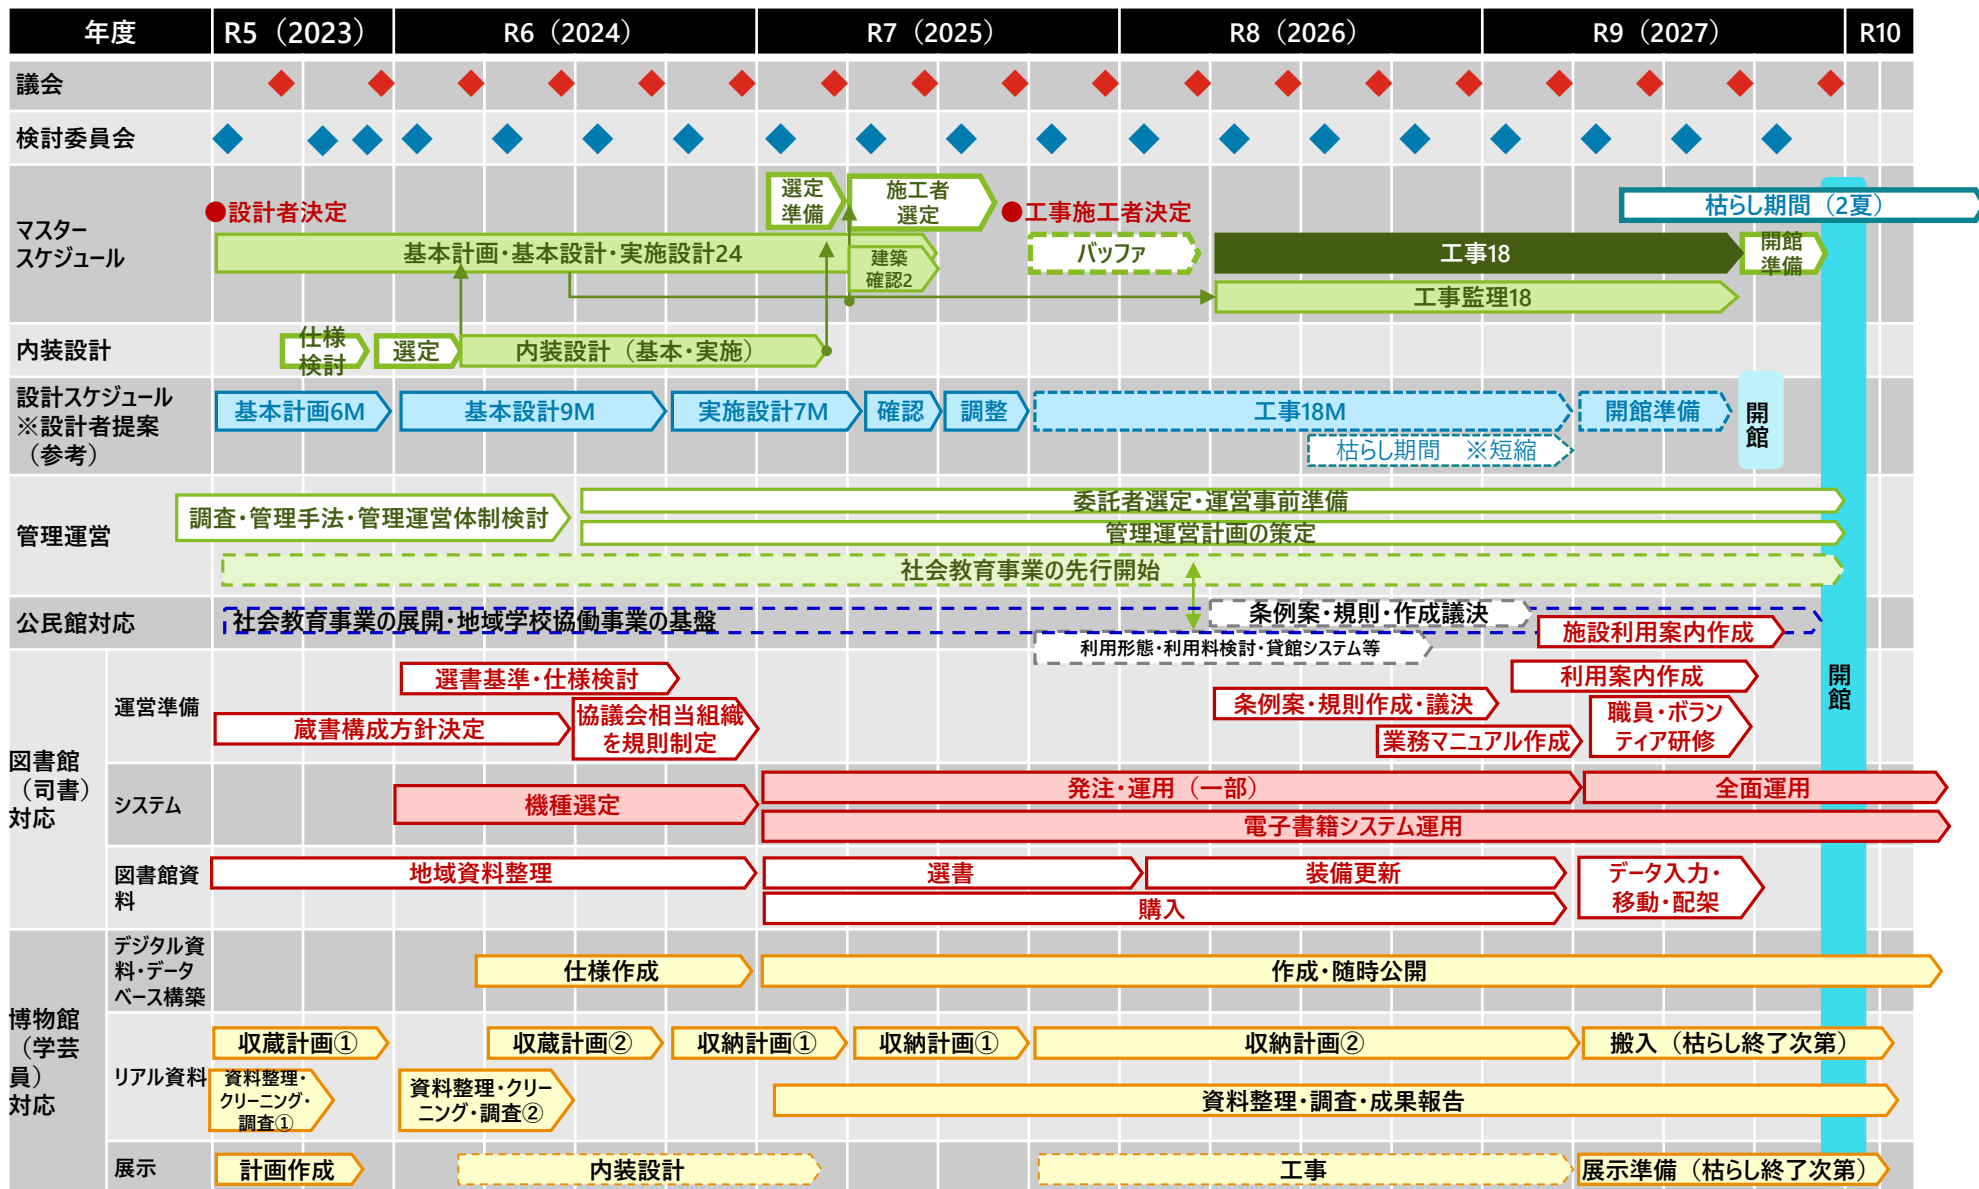 年度
R5（2023）
R6（2024）
R7（2025）
R8（2026）
R9（2027）
R10
議会
検討委員会
マスター
スケジュール
●設計者決定
選定
準備
施工者
選定
●工事施工者決定
枯らし期間（2夏）
基本計画・基本設計・実施設計24
建築
確認2
バッファ
工事18
開館
準備
工事監理18
内装設計
仕様
検討
選定
内装設計（基本・実施）
設計スケジュール
※設計者提案
（参考）
基本計画6M
基本設計9M
実施設計7M
確認
調整
工事18M
開館準備
開
館
枯らし期間　※短縮
管理運営
調査・管理手法・管理運営体制検討
委託者選定・運営事前準備
管理運営計画の策定
社会教育事業の先行開始
公民館対応
社会教育事業の展開・地域学校協働事業の基盤
条例案・規則・作成議決
施設利用案内作成
利用形態・利用料検討・貸館システム等
開
館
図書館
（司書）
対応
運営準備
選書基準・仕様検討
利用案内作成
蔵書構成方針決定
協議会相当組織
を規則制定
条例案・規則作成・議決
業務マニュアル作成
職員・ボラン
ティア研修
システム
機種選定
発注・運用（一部）
全面運用
電子書籍システム運用
図書館資
料
地域資料整理
選書
装備更新
データ入力・
移動・配架
購入
博物館
（学芸
員）
対応
デジタル資
料・データ
ベース構築
仕様作成
作成・随時公開
リアル資料
収蔵計画①
収蔵計画②
収納計画①
収納計画①
収納計画②
搬入（枯らし終了次第）
資料整理・
クリーニング・
調査①
資料整理・クリー
ニング・調査②
資料整理・調査・成果報告
展示
計画作成
内装設計
工事
展示準備（枯らし終了次第）